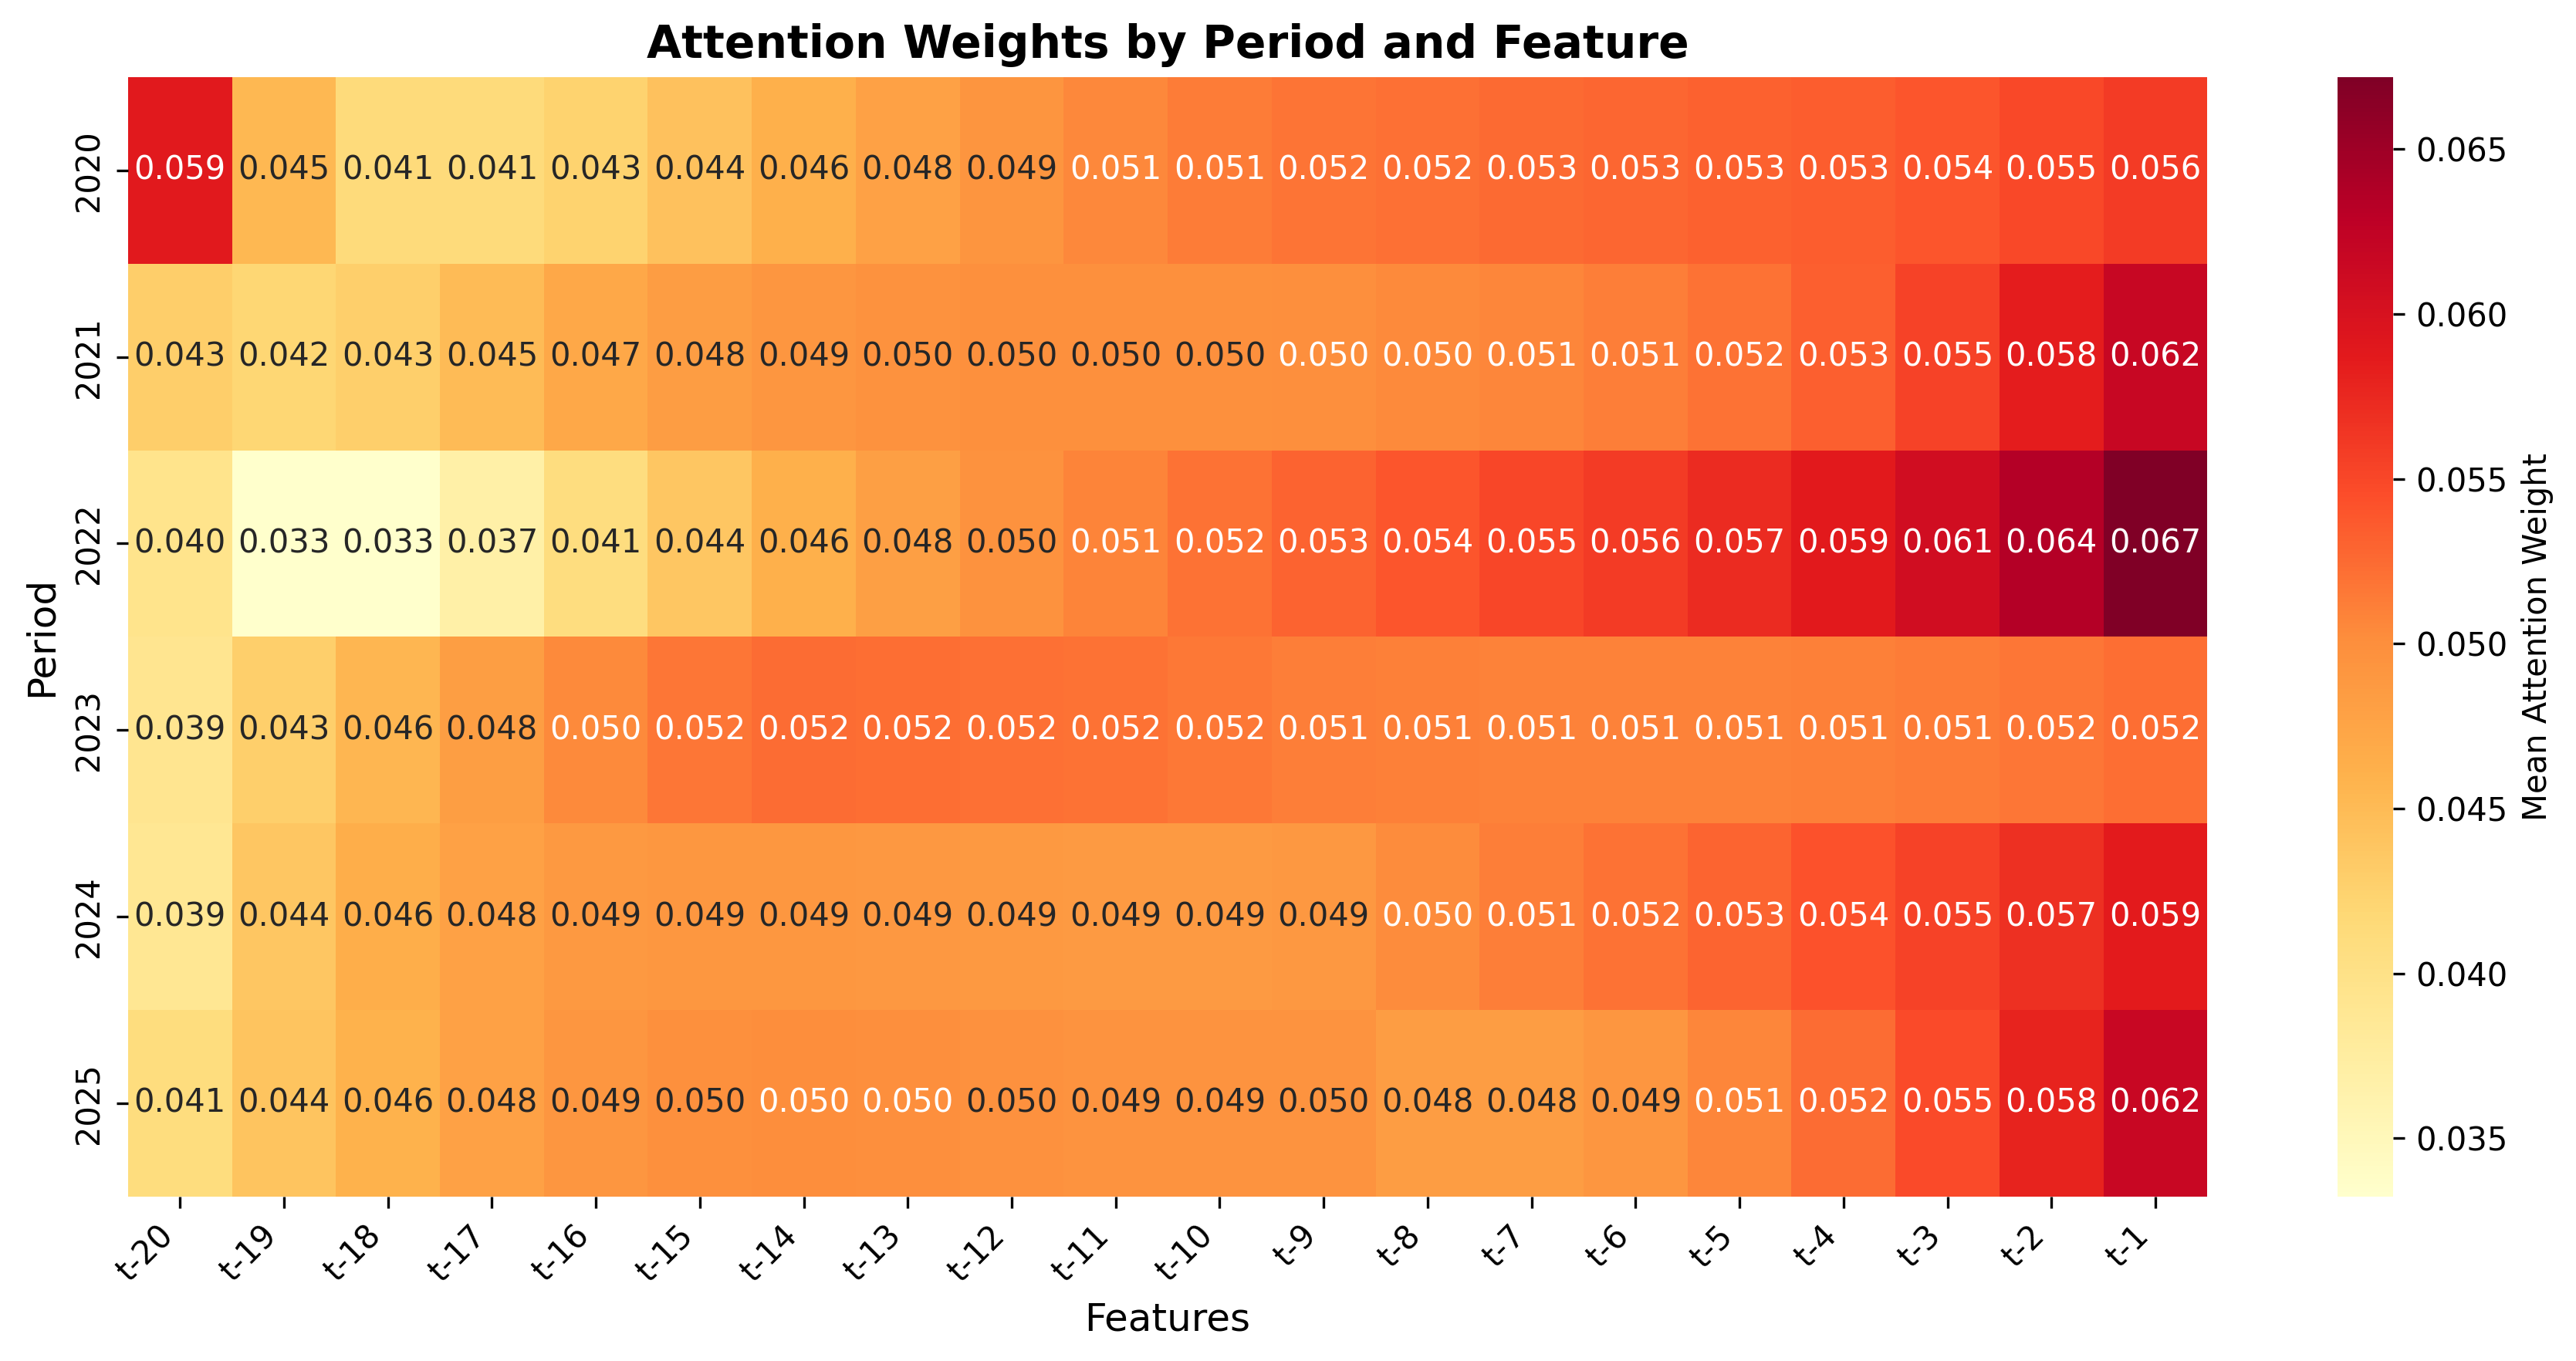 Attention Weights by Period and Feature
2020 0.059 0.045 0.041 0.041 0.043 0.044 0.046 0.048 0.049 0.051 0.051 0.052 0.052 0.053 0.053 0.053 0.053 0.054 0.055 0.056
2021 0.043 0.042 0.043 0.045 0.047 0.048 0.049 0.050 0.050 0.050 0.050 0.050 0.050 0.051 0.051 0.052 0.053 0.055 0.058 0.062
2022 0.040 0.033 0.033 0.037 0.041 0.044 0.046 0.048 0.050 0.051 0.052 0.053 0.054 0.055 0.056 0.057 0.059 0.061 0.064 0.067
2023 0.039 0.043 0.046 0.048 0.050 0.052 0.052 0.052 0.052 0.052 0.052 0.051 0.051 0.051 0.051 0.051 0.051 0.051 0.052 0.052
2024 0.039 0.044 0.046 0.048 0.049 0.049 0.049 0.049 0.049 0.049 0.049 0.049 0.050 0.051 0.052 0.053 0.054 0.055 0.057 0.059
2025 0.041 0.044 0.046 0.048 0.049 0.050 0.050 0.050 0.050 0.049 0.049 0.050 0.048 0.048 0.049 0.051 0.052 0.055 0.058 0.062
Period
t-20 t-19 t-18 t-17 t-16 t-15 t-14 t-13 t-12 t-11 t-10 t-9 t-8 t-7 t-6 t-5 t-4 t-3 t-2 t-1
Features
0.065
0.060
0.055
0.050
0.045
0.040
0.035
Mean Attention Weight